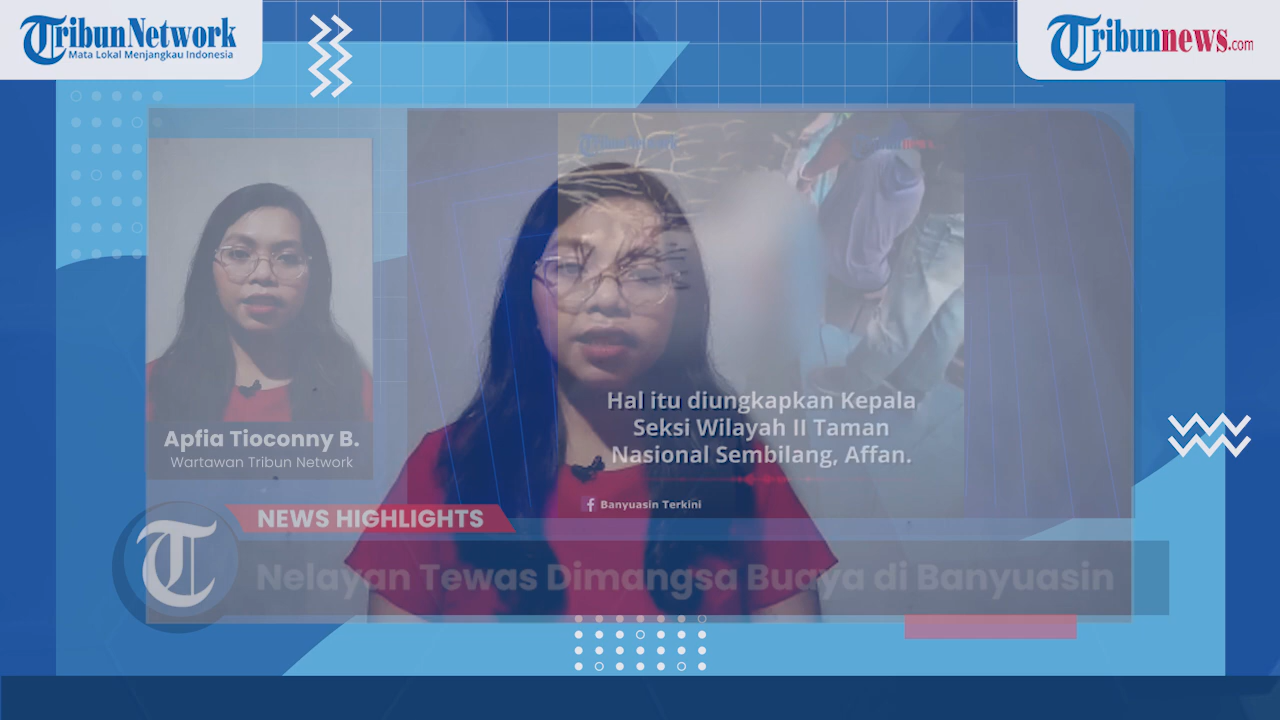 TribunNetwork
Mata Lokal Menjangkau Indonesia
Tribunnews.com
TribunNetwork
Hal itu diungkapkan Kepala
Seksi Wilayah II Taman
Nasional Sembilang, Affan.
Apfia Tioconny B.
Wartawan Tribun Network
Banyuasin Terkini
NEWS HIGHLIGHTS
Nelayan Tewas Dimangsa Buaya di Banyuasin